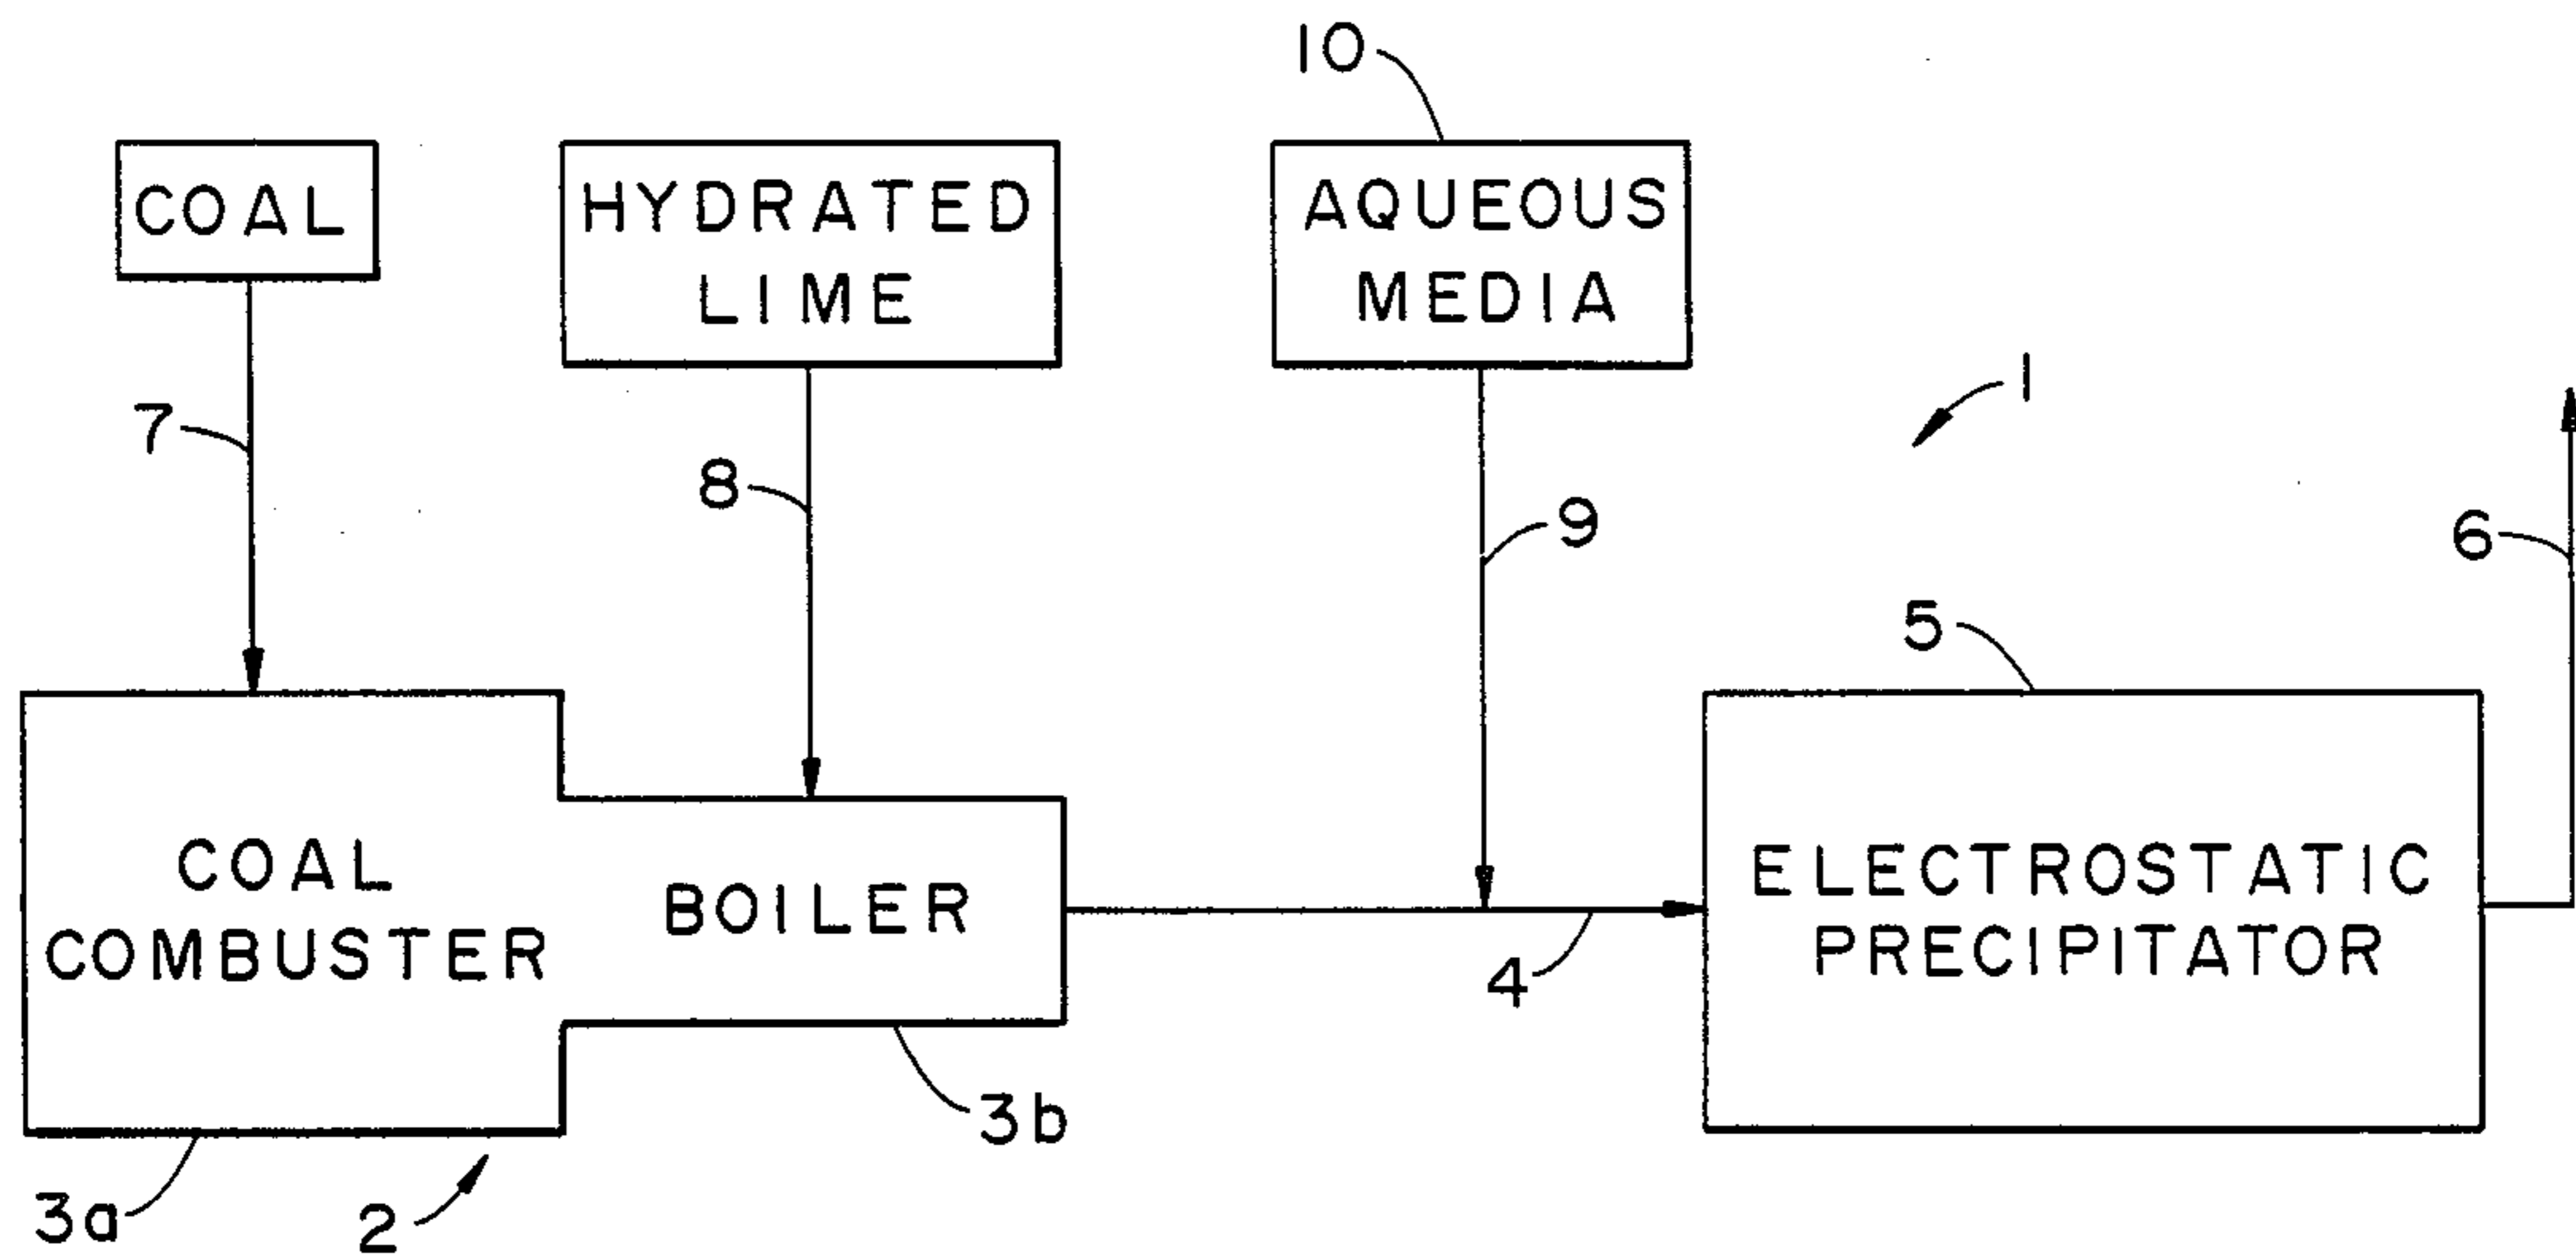 10
COAL
HYDRATED
LIME
AQUEOUS
MEDIA
1
7
8
9
6
5
COAL
COMBUSTER
BOILER
ELECTROSTATIC
PRECIPITATOR
4
3b
3a
2